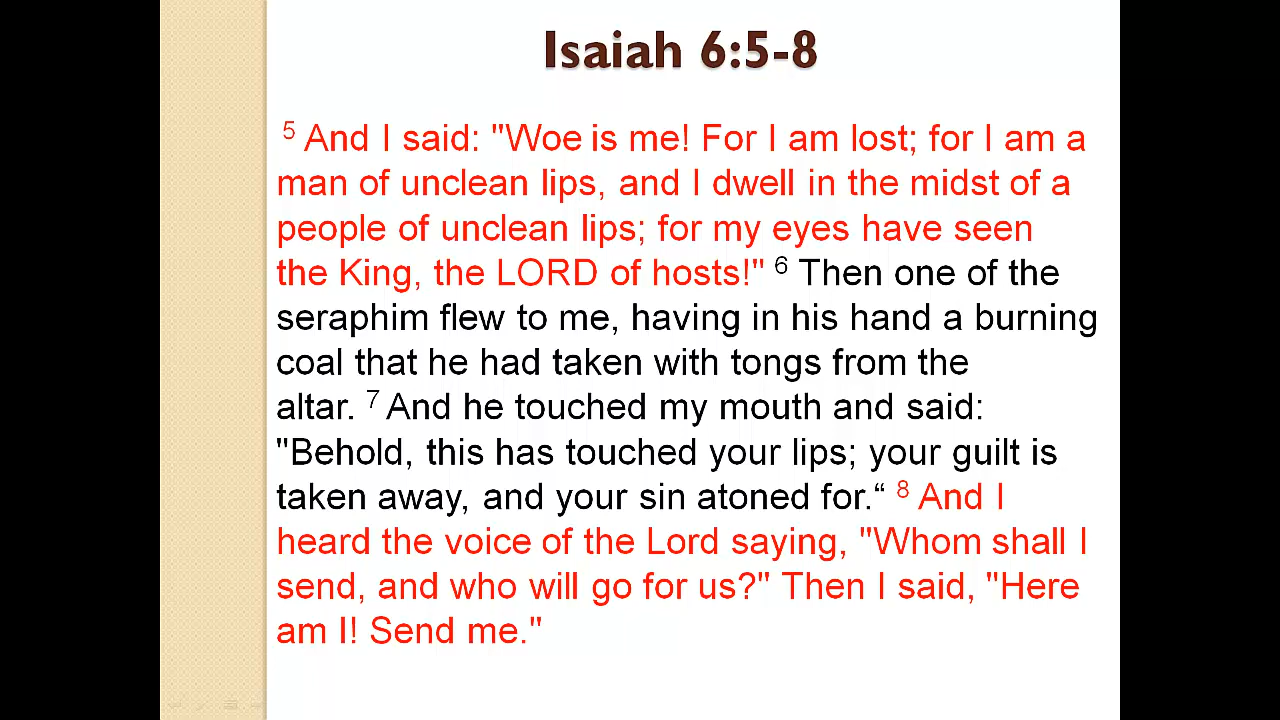 Isaiah 6:5-8
5 And I said: "Woe is me! For I am lost; for I am a
man of unclean lips, and I dwell in the midst of a
people of unclean lips; for my eyes have seen
the King, the LORD of hosts!" 6 Then one of the
seraphim flew to me, having in his hand a burning
coal that he had taken with tongs from the
altar. 7 And he touched my mouth and said:
"Behold, this has touched your lips; your guilt is
taken away, and your sin atoned for.“ 8 And I
heard the voice of the Lord saying, "Whom shall I
send, and who will go for us?" Then I said, "Here
am I! Send me."